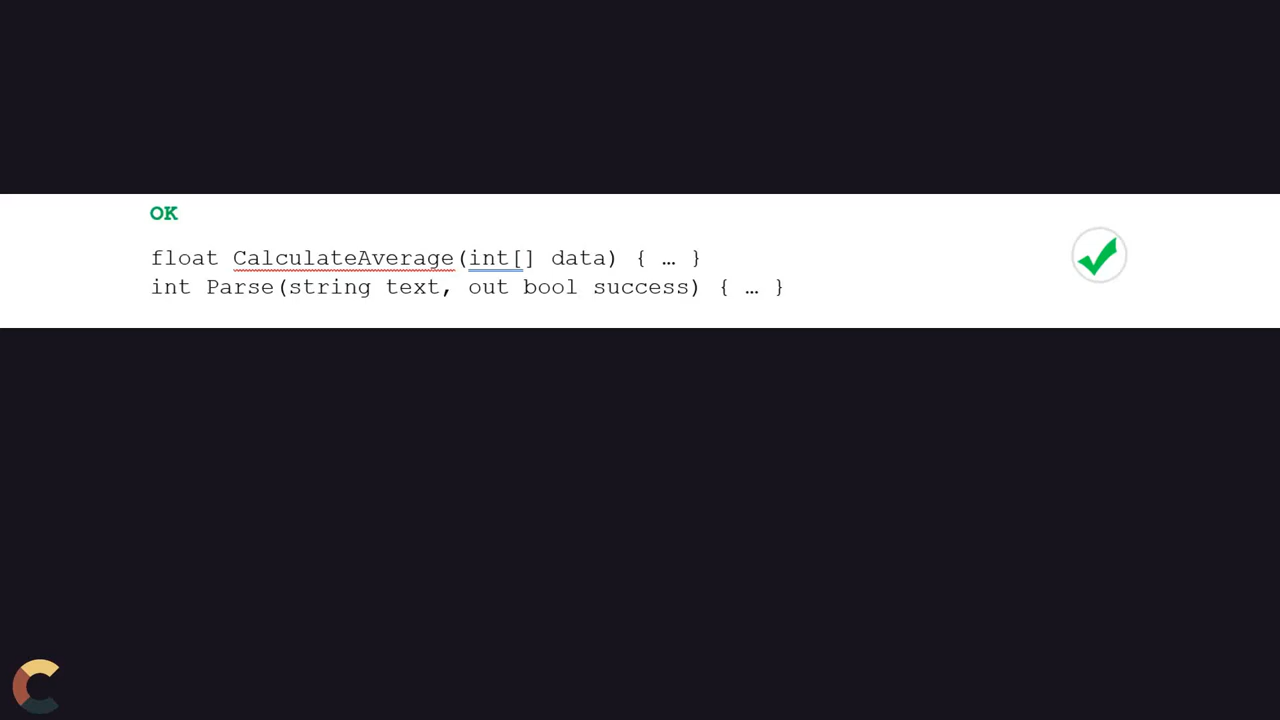 OK
float CalculateAverage(int[] data) { … }
int Parse(string text, out bool success) { … }